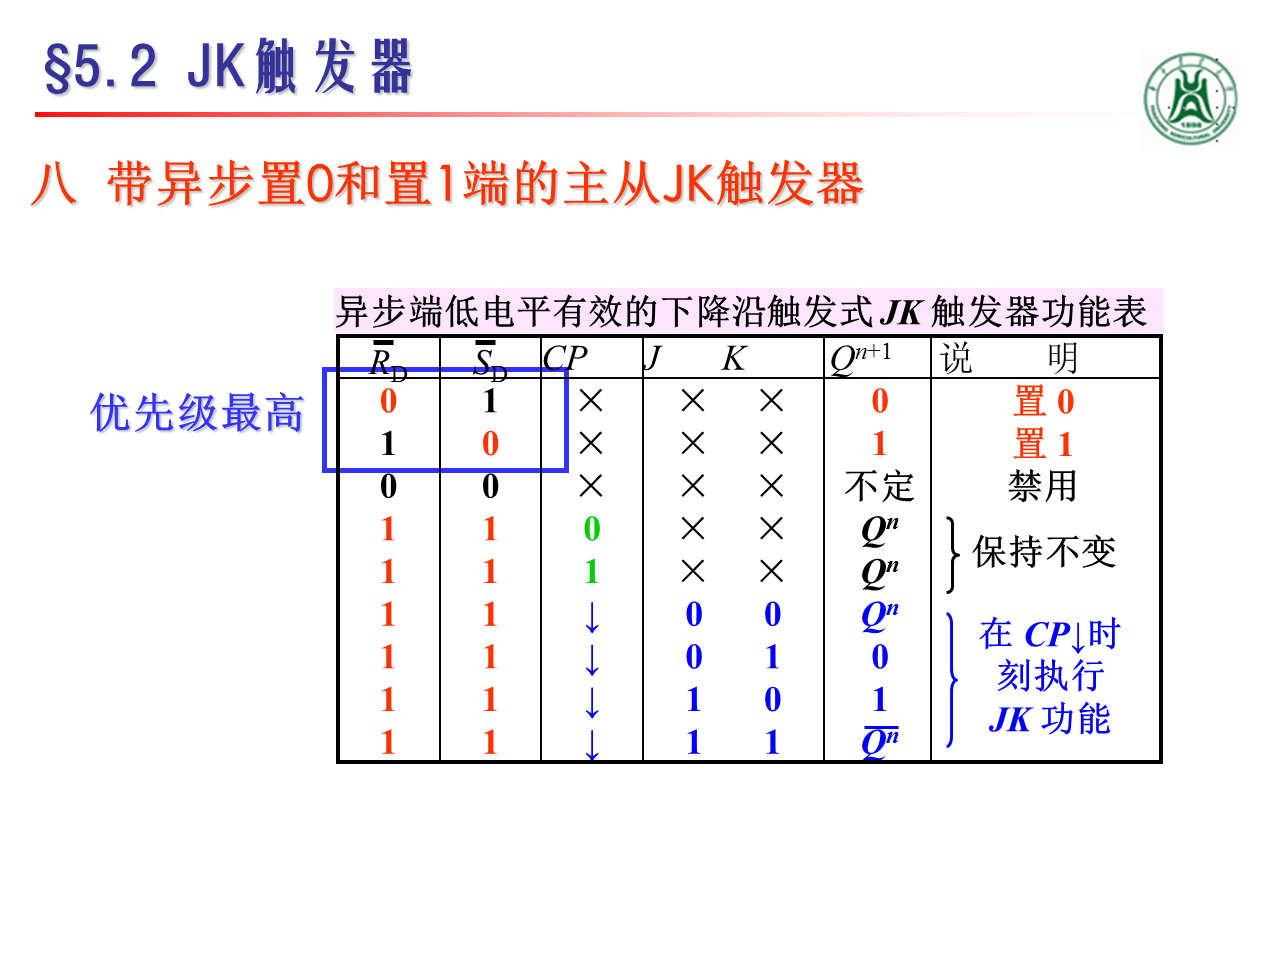 §5.2 JK触发器
八 带异步置0和置1端的主从JK触发器
异步端低电平有效的下降沿触发式 JK 触发器功能表
R̅D S̅D CP J K Qⁿ⁺¹ 说 明
优先级最高
0 1 × × × 0 置 0
1 0 × × × 1 置 1
0 0 × × × 不定 禁用
1 1 0 × × Qⁿ
保持不变
1 1 1 × × Qⁿ
1 1 ↓ 0 0 Qⁿ
在 CP↓时
1 1 ↓ 0 1 0
刻执行
1 1 ↓ 1 0 1
JK 功能
1 1 ↓ 1 1 Q̅ⁿ
1898